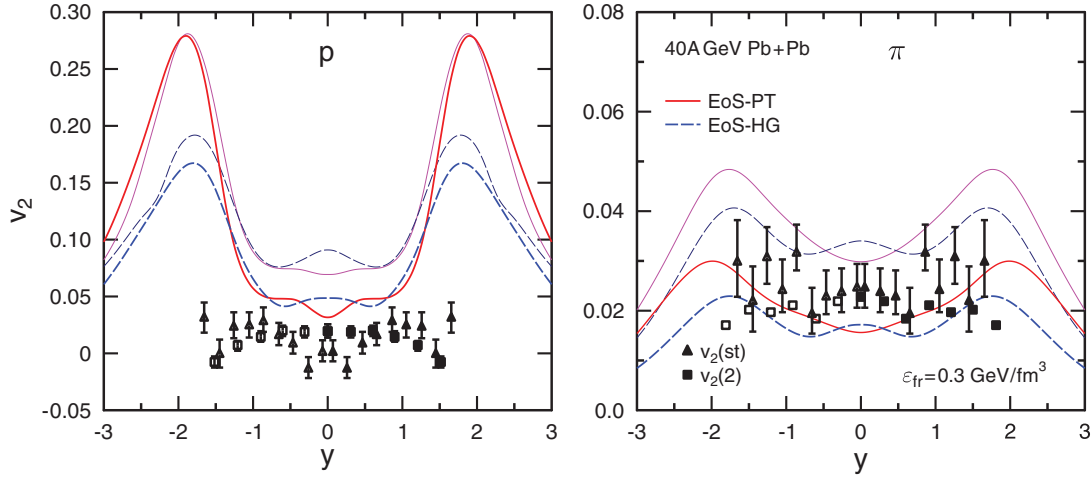 p
0.30
0.25
0.20
0.15
0.10
0.05
0
-0.05
v₂
-3 -2 -1 0 1 2 3
y
40A GeV Pb+Pb
π
EoS-PT
EoS-HG
0.08
0.06
0.04
0.02
0.0
v₂(st)
v₂(2)
εfr=0.3 GeV/fm³
-3 -2 -1 0 1 2 3
y